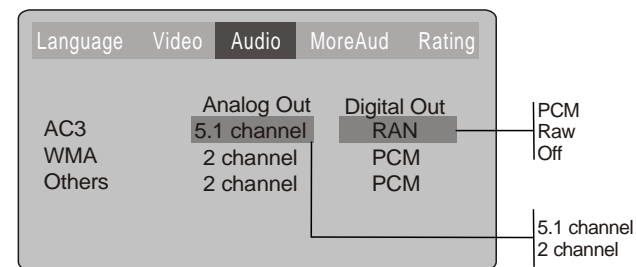 Language Video Audio MoreAud Rating
Analog Out Digital Out
AC3 5.1 channel RAN
WMA 2 channel PCM
Others 2 channel PCM
PCM
Raw
Off
5.1 channel
2 channel